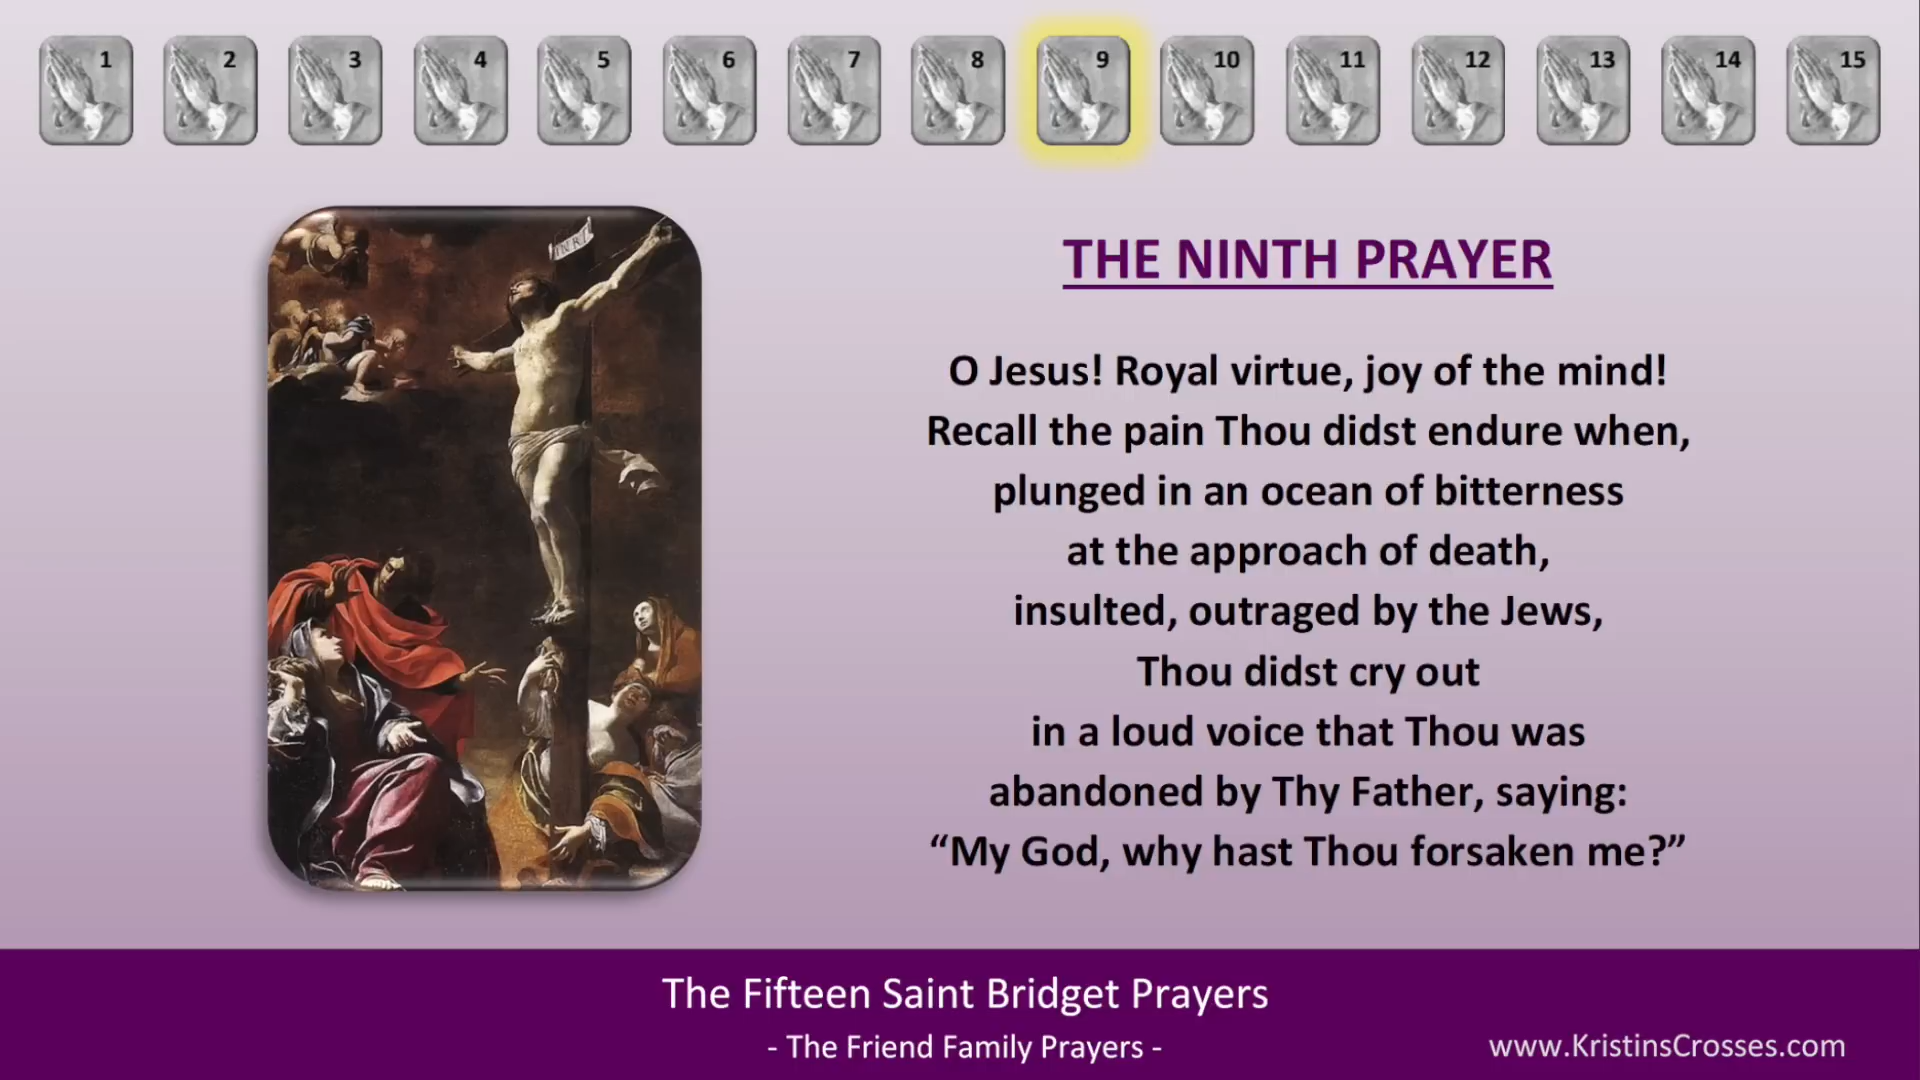 1 2 3 4 5 6 7 8 9 10 11 12 13 14 15
INRI
THE NINTH PRAYER
O Jesus! Royal virtue, joy of the mind!
Recall the pain Thou didst endure when,
plunged in an ocean of bitterness
at the approach of death,
insulted, outraged by the Jews,
Thou didst cry out
in a loud voice that Thou was
abandoned by Thy Father, saying:
“My God, why hast Thou forsaken me?”
The Fifteen Saint Bridget Prayers
- The Friend Family Prayers -
www.KristinsCrosses.com